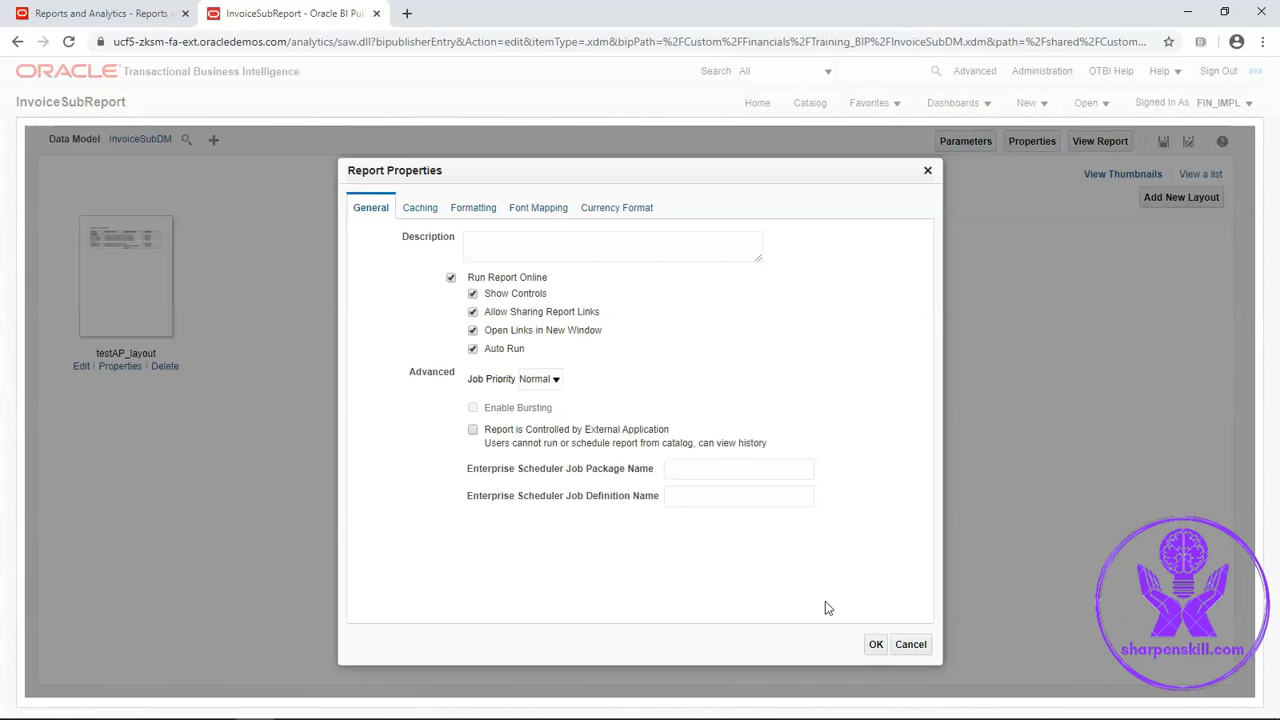 Reports and Analytics - Reports a
InvoiceSubReport - Oracle BI Pub
ucf5-zksm-fa-ext.oracledemos.com/analytics/saw.dll?bipublisherEntry&Action=edit&itemType=.xdm&bipPath=%2FCustom%2FFinancials%2FTraining_BIP%2FInvoiceSubDM.xdm&path=%2Fshared%2FCustom...
ORACLE Transactional Business Intelligence
Search All Advanced Administration OTBI Help Help Sign Out
InvoiceSubReport
Home Catalog Favorites Dashboards New Open Signed In As FIN_IMPL
Data Model InvoiceSubDM Parameters Properties View Report
View Thumbnails View a list
Add New Layout
testAP_layout
Edit Properties Delete
Report Properties
General Caching Formatting Font Mapping Currency Format
Description
Run Report Online
Show Controls
Allow Sharing Report Links
Open Links in New Window
Auto Run
Advanced
Job Priority Normal
Enable Bursting
Report is Controlled by External Application
Users cannot run or schedule report from catalog, can view history
Enterprise Scheduler Job Package Name
Enterprise Scheduler Job Definition Name
OK Cancel
sharpenskill.com